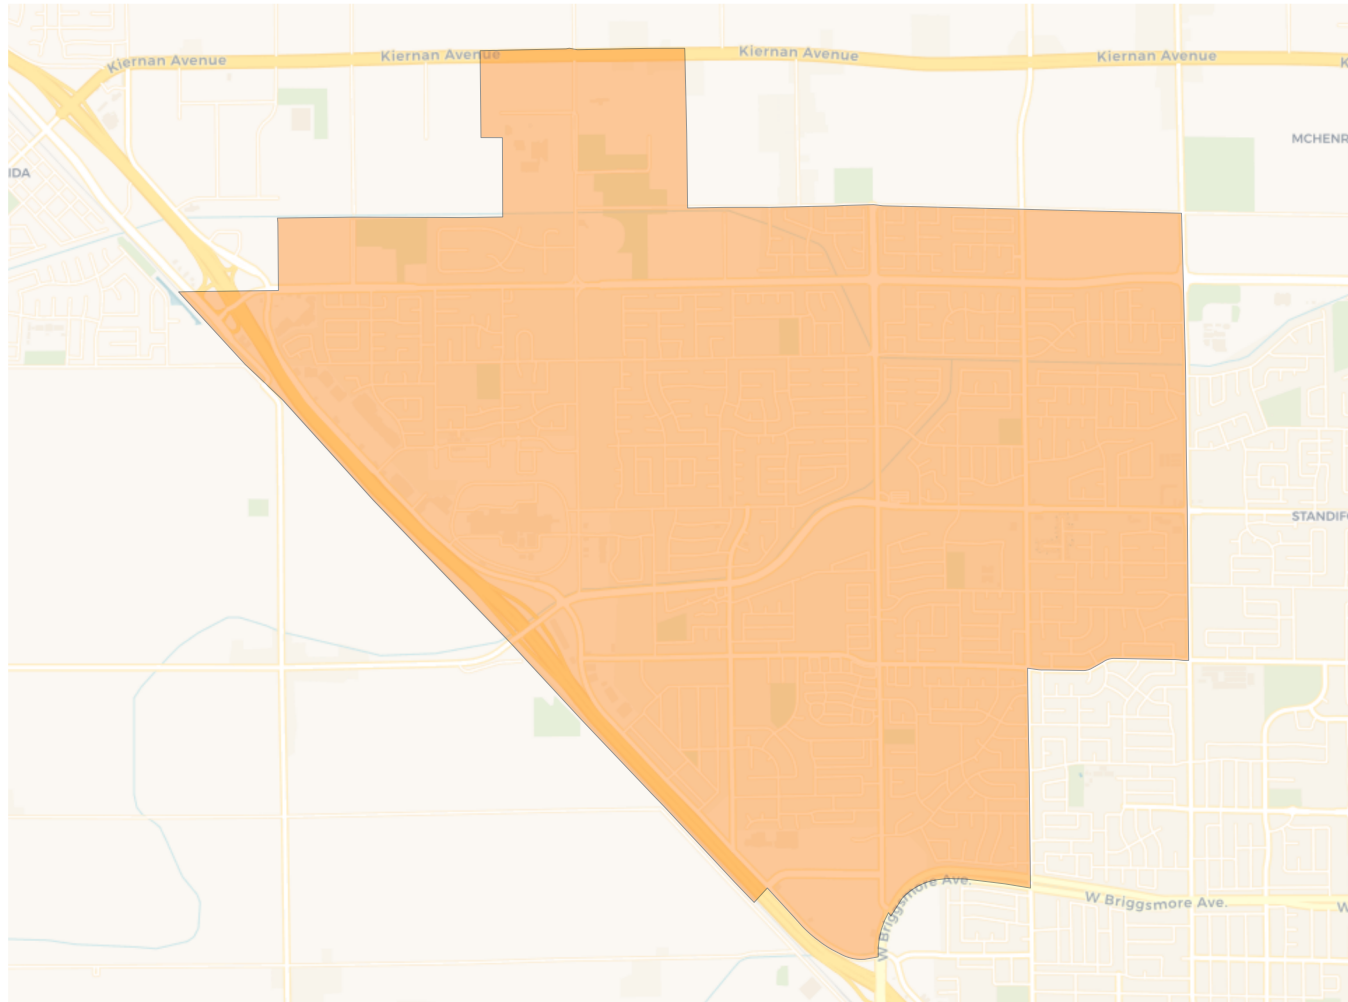 Kiernan Avenue
Kiernan Avenue
Kiernan Avenue
Kiernan Avenue
K
MCHENR
IDA
STANDIF
W Briggsmore Ave.
W Briggsmore Ave.
W